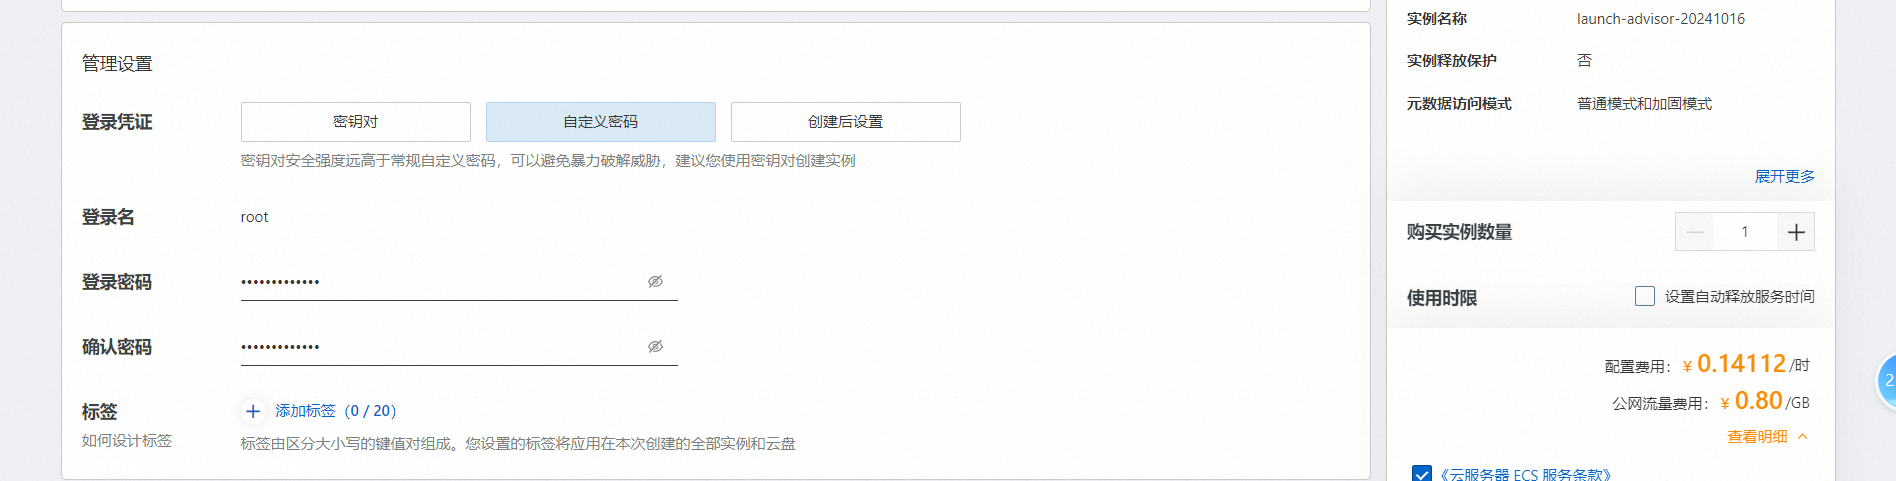 管理设置
登录凭证
密钥对
自定义密码
创建后设置
密钥对安全强度远高于常规自定义密码，可以避免暴力破解威胁，建议您使用密钥对创建实例
登录名
root
登录密码
•••••••••••••
确认密码
•••••••••••••
标签
添加标签（0 / 20）
如何设计标签
标签由区分大小写的键值对组成。您设置的标签将应用在本次创建的全部实例和云盘
实例名称
launch-advisor-20241016
实例释放保护
否
元数据访问模式
普通模式和加固模式
展开更多
购买实例数量
1
使用时限
设置自动释放服务时间
配置费用：¥ 0.14112 /时
公网流量费用：¥ 0.80 /GB
查看明细
《云服务器 ECS 服务条款》
2